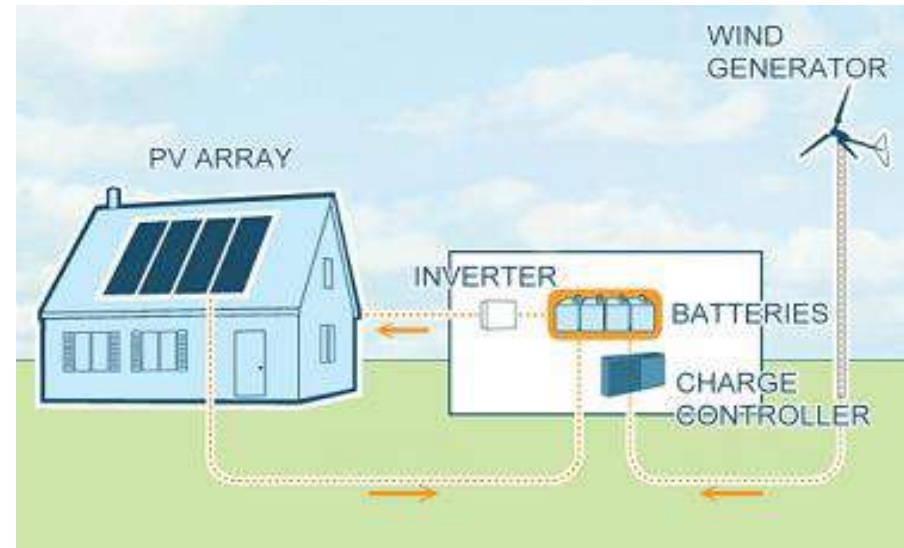 WIND
GENERATOR
PV ARRAY
INVERTER
BATTERIES
CHARGE
CONTROLLER